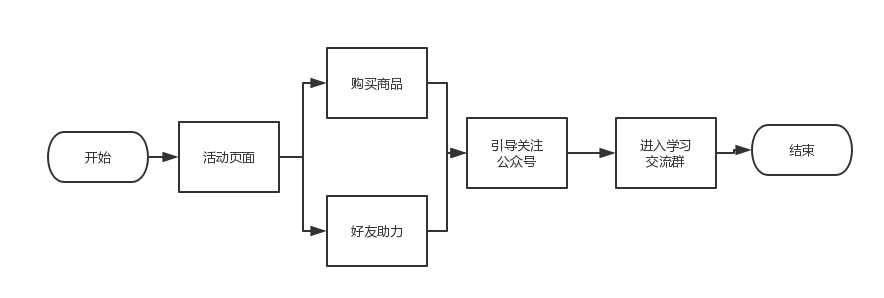 开始
活动页面
购买商品
好友助力
引导关注
公众号
进入学习
交流群
结束